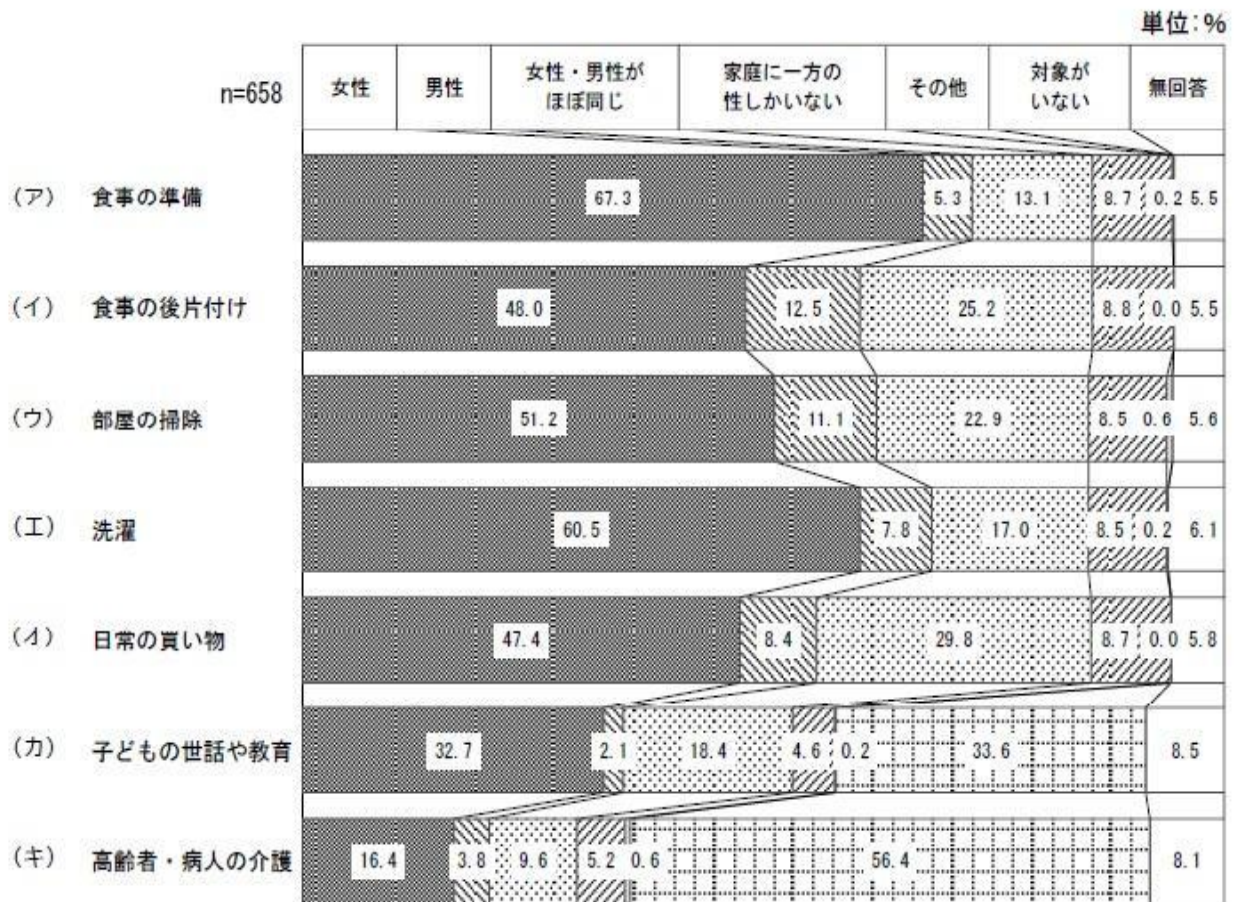 単位:%
n=658 女性 男性 女性・男性が ほぼ同じ 家庭に一方の 性しかいない その他 対象が いない 無回答
(ア) 食事の準備 67.3 5.3 13.1 8.7 0.2 5.5
(イ) 食事の後片付け 48.0 12.5 25.2 8.8 0.0 5.5
(ウ) 部屋の掃除 51.2 11.1 22.9 8.5 0.6 5.6
(エ) 洗濯 60.5 7.8 17.0 8.5 0.2 6.1
(オ) 日常の買い物 47.4 8.4 29.8 8.7 0.0 5.8
(カ) 子どもの世話や教育 32.7 2.1 18.4 4.6 0.2 33.6 8.5
(キ) 高齢者・病人の介護 16.4 3.8 9.6 5.2 0.6 56.4 8.1